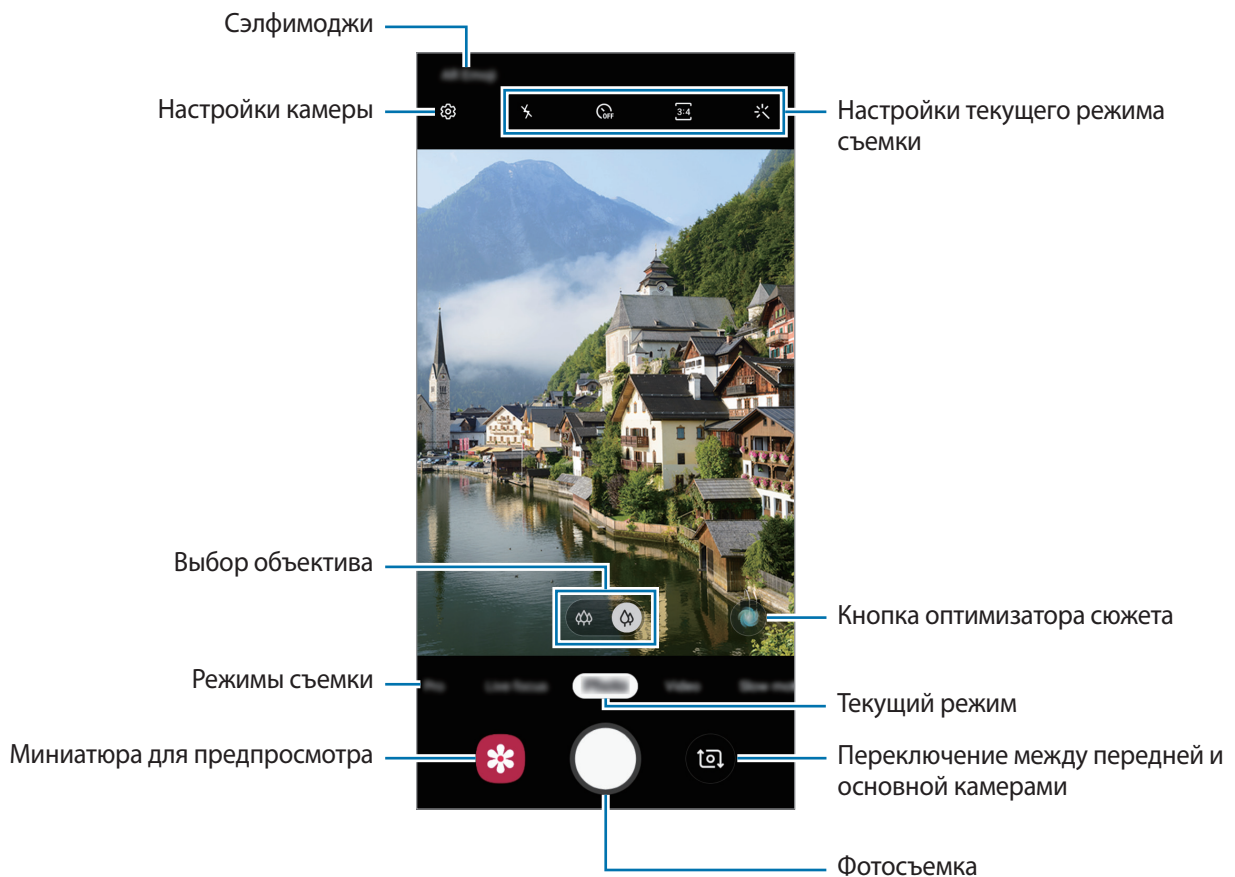 Сэлфимоджи
Настройки камеры
OFF
3:4
Настройки текущего режима
съемки
Выбор объектива
Кнопка оптимизатора сюжета
Режимы съемки
Текущий режим
Миниатюра для предпросмотра
Переключение между передней и
основной камерами
Фотосъемка